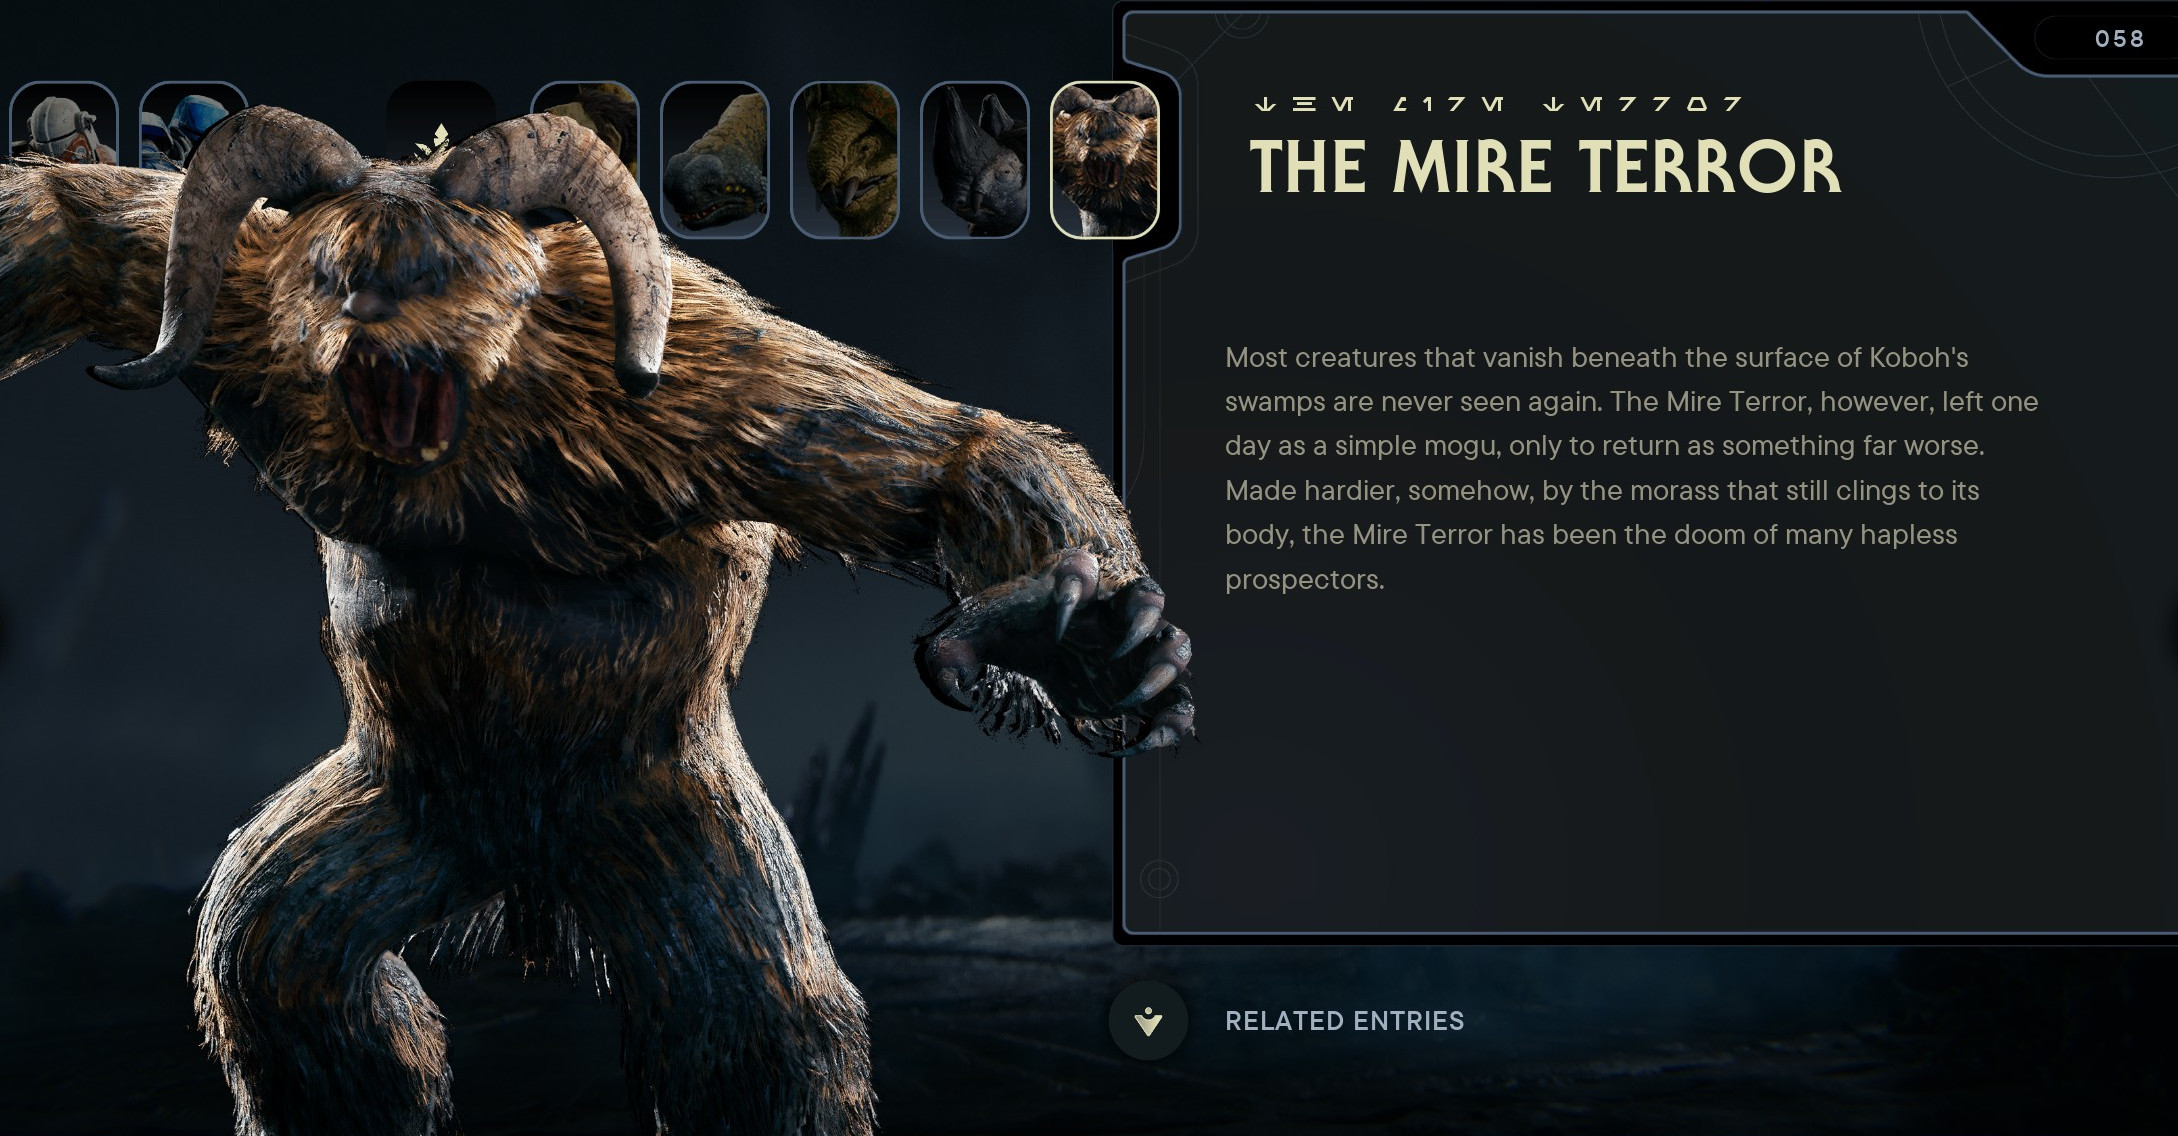 058
THE MIRE TERROR
Most creatures that vanish beneath the surface of Koboh's
swamps are never seen again. The Mire Terror, however, left one
day as a simple mogu, only to return as something far worse.
Made hardier, somehow, by the morass that still clings to its
body, the Mire Terror has been the doom of many hapless
prospectors.
RELATED ENTRIES